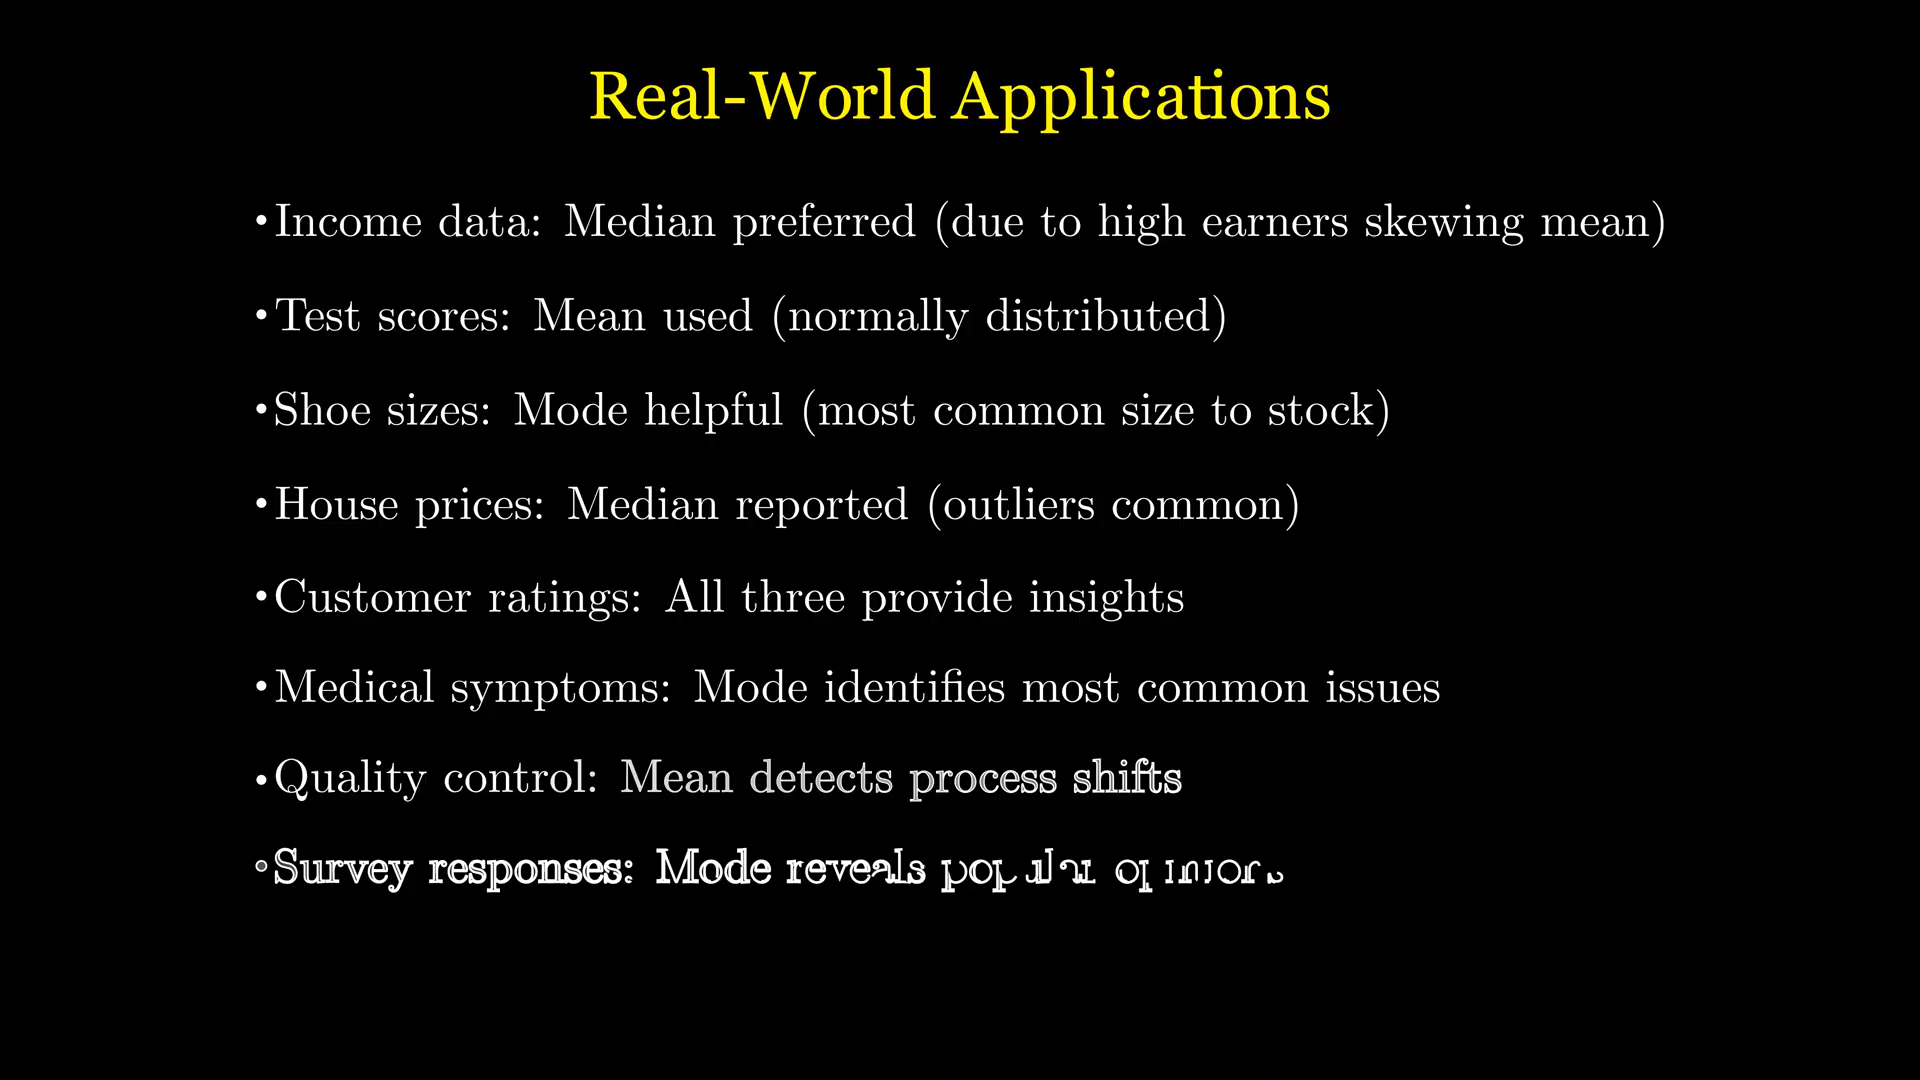 Real-World Applications
•Income data: Median preferred (due to high earners skewing mean)
•Test scores: Mean used (normally distributed)
•Shoe sizes: Mode helpful (most common size to stock)
•House prices: Median reported (outliers common)
•Customer ratings: All three provide insights
•Medical symptoms: Mode identifies most common issues
•Quality control: Mean detects process shifts
•Survey responses: Mode reveals popular opinions